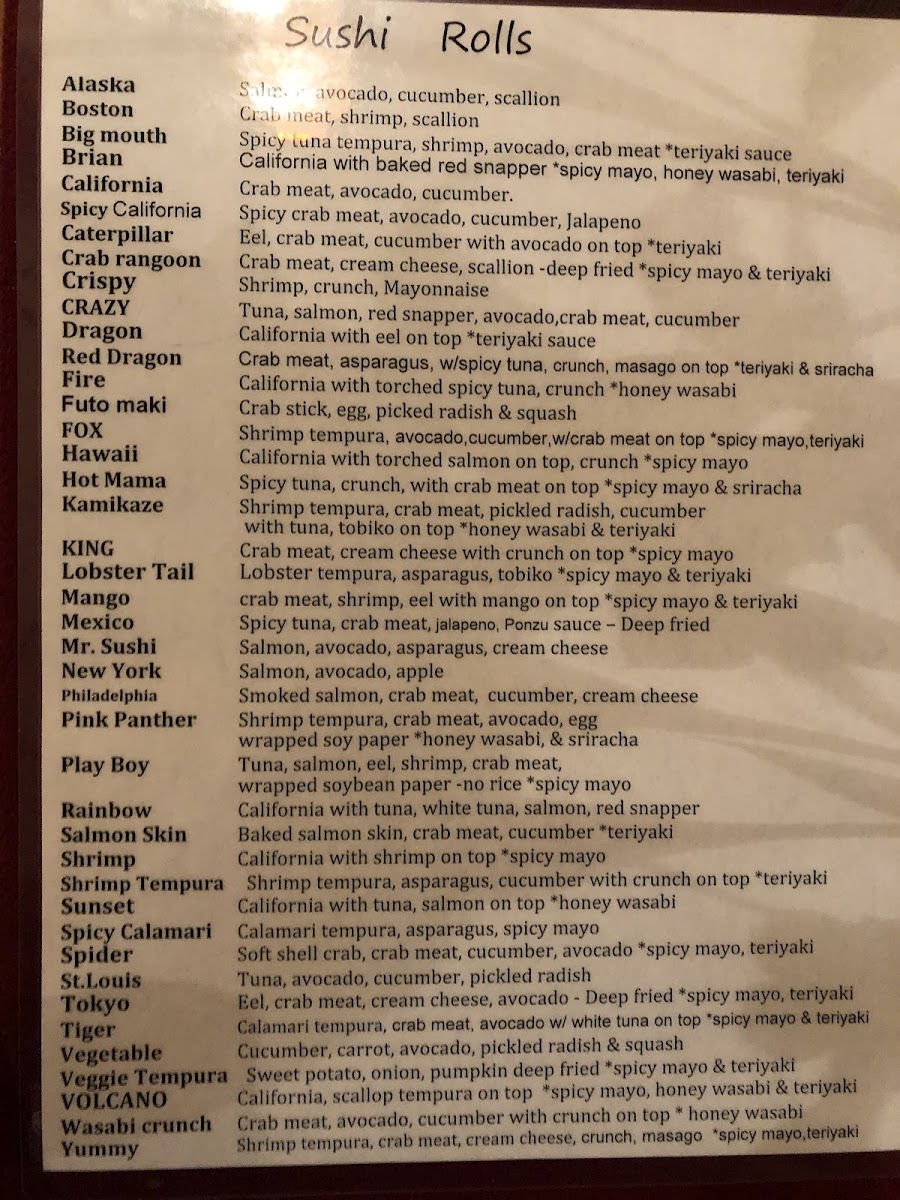 Sushi Rolls
Alaska Salmon, avocado, cucumber, scallion
Boston Crab meat, shrimp, scallion
Big mouth Spicy tuna tempura, shrimp, avocado, crab meat *teriyaki sauce
Brian California with baked red snapper *spicy mayo, honey wasabi, teriyaki
California Crab meat, avocado, cucumber.
Spicy California Spicy crab meat, avocado, cucumber, Jalapeno
Caterpillar Eel, crab meat, cucumber with avocado on top *teriyaki
Crab rangoon Crab meat, cream cheese, scallion -deep fried *spicy mayo & teriyaki
Crispy Shrimp, crunch, Mayonnaise
CRAZY Tuna, salmon, red snapper, avocado,crab meat, cucumber
Dragon California with eel on top *teriyaki sauce
Red Dragon Crab meat, asparagus, w/spicy tuna, crunch, masago on top *teriyaki & sriracha
Fire California with torched spicy tuna, crunch *honey wasabi
Futo maki Crab stick, egg, picked radish & squash
FOX Shrimp tempura, avocado,cucumber,w/crab meat on top *spicy mayo,teriyaki
Hawaii California with torched salmon on top, crunch *spicy mayo
Hot Mama Spicy tuna, crunch, with crab meat on top *spicy mayo & sriracha
Kamikaze Shrimp tempura, crab meat, pickled radish, cucumber
with tuna, tobiko on top *honey wasabi & teriyaki
KING Crab meat, cream cheese with crunch on top *spicy mayo
Lobster Tail Lobster tempura, asparagus, tobiko *spicy mayo & teriyaki
Mango crab meat, shrimp, eel with mango on top *spicy mayo & teriyaki
Mexico Spicy tuna, crab meat, jalapeno, Ponzu sauce – Deep fried
Mr. Sushi Salmon, avocado, asparagus, cream cheese
New York Salmon, avocado, apple
Philadelphia Smoked salmon, crab meat, cucumber, cream cheese
Pink Panther Shrimp tempura, crab meat, avocado, egg
wrapped soy paper *honey wasabi, & sriracha
Play Boy Tuna, salmon, eel, shrimp, crab meat,
wrapped soybean paper -no rice *spicy mayo
Rainbow California with tuna, white tuna, salmon, red snapper
Salmon Skin Baked salmon skin, crab meat, cucumber *teriyaki
Shrimp California with shrimp on top *spicy mayo
Shrimp Tempura Shrimp tempura, asparagus, cucumber with crunch on top *teriyaki
Sunset California with tuna, salmon on top *honey wasabi
Spicy Calamari Calamari tempura, asparagus, spicy mayo
Spider Soft shell crab, crab meat, cucumber, avocado *spicy mayo, teriyaki
St.Louis Tuna, avocado, cucumber, pickled radish
Tokyo Eel, crab meat, cream cheese, avocado - Deep fried *spicy mayo, teriyaki
Tiger Calamari tempura, crab meat, avocado w/ white tuna on top *spicy mayo & teriyaki
Vegetable Cucumber, carrot, avocado, pickled radish & squash
Veggie Tempura Sweet potato, onion, pumpkin deep fried *spicy mayo & teriyaki
VOLCANO California, scallop tempura on top *spicy mayo, honey wasabi & teriyaki
Wasabi crunch Crab meat, avocado, cucumber with crunch on top * honey wasabi
Yummy Shrimp tempura, crab meat, cream cheese, crunch, masago *spicy mayo,teriyaki